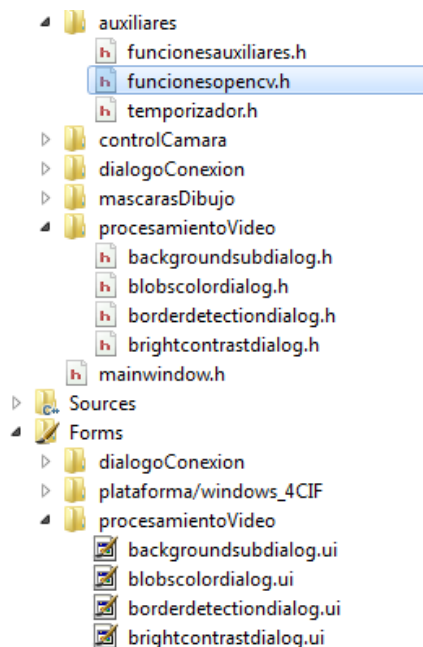 auxiliares
funcionesauxiliares.h
funcionesopencv.h
temporizador.h
controlCamara
dialogoConexion
mascarasDibujo
procesamientoVideo
backgroundsubdialog.h
blobscolordialog.h
borderdetectiondialog.h
brightcontrastdialog.h
mainwindow.h
Sources
Forms
dialogoConexion
plataforma/windows_4CIF
procesamientoVideo
backgroundsubdialog.ui
blobscolordialog.ui
borderdetectiondialog.ui
brightcontrastdialog.ui